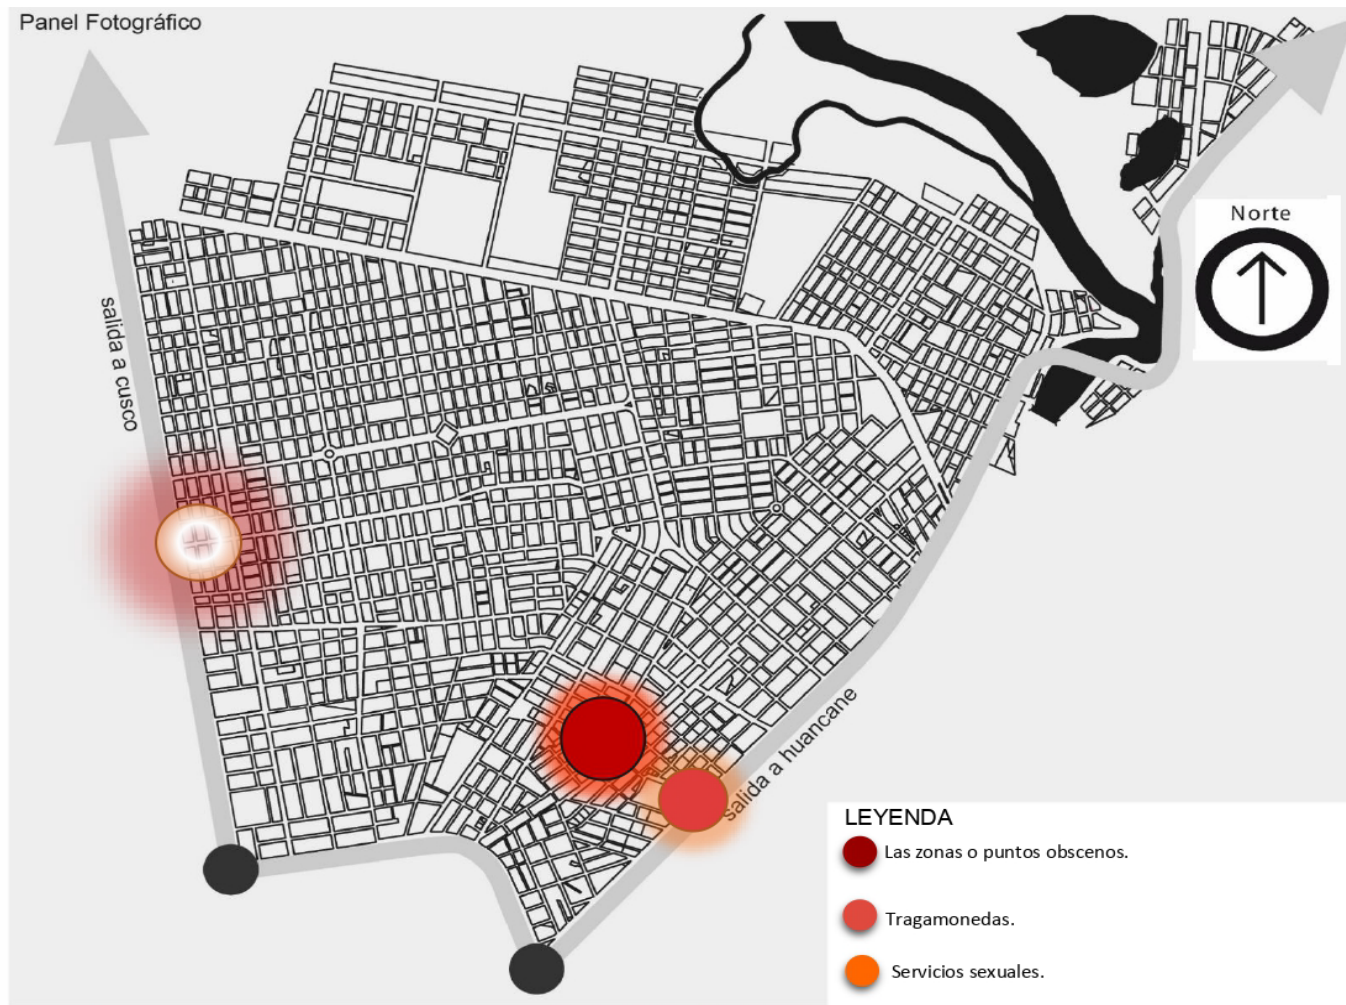 Panel Fotográfico
Norte
salida a cusco
salida a huancane
LEYENDA
Las zonas o puntos obscenos.
Tragamonedas.
Servicios sexuales.